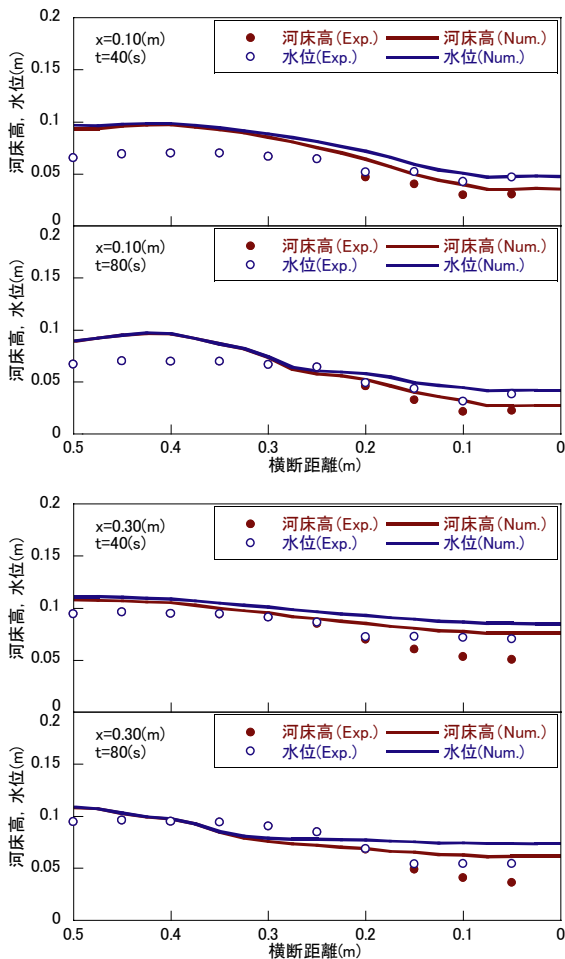 0.2
x=0.10(m)
t=40(s)
河床高(Exp.) 河床高(Num.)
水位(Exp.) 水位(Num.)
0.15
0.1
0.05
0
河床高, 水位(m)
x=0.10(m)
t=80(s)
河床高(Exp.) 河床高(Num.)
水位(Exp.) 水位(Num.)
0.2
0.15
0.1
0.05
0
河床高, 水位(m)
0.5 0.4 0.3 0.2 0.1 0
横断距離(m)
0.2
x=0.30(m)
t=40(s)
河床高(Exp.) 河床高(Num.)
水位(Exp.) 水位(Num.)
0.15
0.1
0.05
0
河床高, 水位(m)
0.2
x=0.30(m)
t=80(s)
河床高(Exp.) 河床高(Num.)
水位(Exp.) 水位(Num.)
0.15
0.1
0.05
0
河床高, 水位(m)
0.5 0.4 0.3 0.2 0.1 0
横断距離(m)